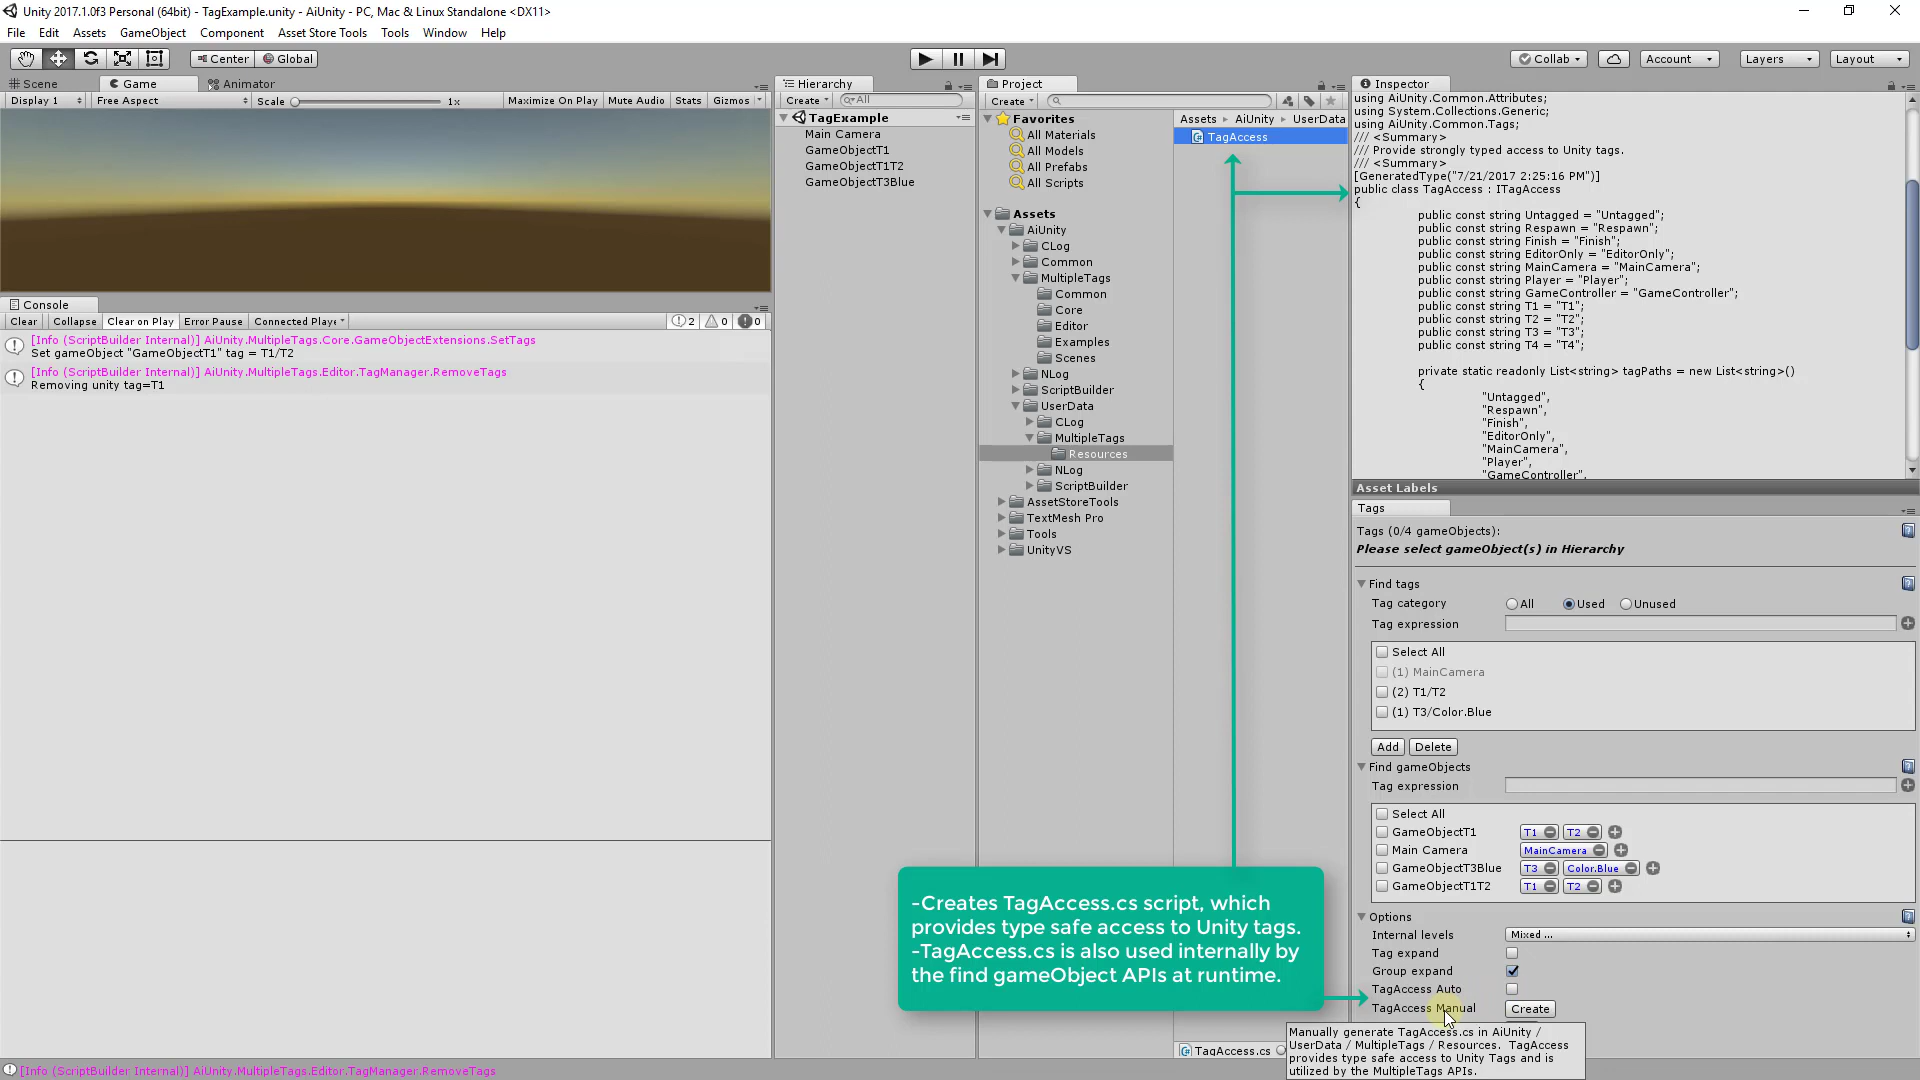 Unity 2017.1.0f3 Personal (64bit) - TagExample.unity - AiUnity - PC, Mac & Linux Standalone <DX11>
File Edit Assets GameObject Component Asset Store Tools Tools Window Help
Center Global
Collab Account Layers Layout
Scene Game Animator
Display 1 Free Aspect Scale 1x Maximize On Play Mute Audio Stats Gizmos
Console
Clear Collapse Clear on Play Error Pause Connected Playe 2 0 0
[Info (ScriptBuilder Internal)] AiUnity.MultipleTags.Core.GameObjectExtensions.SetTags
Set gameObject "GameObjectT1" tag = T1/T2
[Info (ScriptBuilder Internal)] AiUnity.MultipleTags.Editor.TagManager.RemoveTags
Removing unity tag=T1
Hierarchy
Create All
TagExample
Main Camera
GameObjectT1
GameObjectT1T2
GameObjectT3Blue
Project
Create
Favorites
All Materials
All Models
All Prefabs
All Scripts
Assets
AiUnity
CLog
Common
MultipleTags
Common
Core
Editor
Examples
Scenes
NLog
ScriptBuilder
UserData
CLog
MultipleTags
Resources
NLog
ScriptBuilder
AssetStoreTools
TextMesh Pro
Tools
UnityVS
Assets AiUnity UserData
TagAccess
TagAccess.cs
Inspector
using AiUnity.Common.Attributes;
using System.Collections.Generic;
using AiUnity.Common.Tags;
/// <Summary>
/// Provide strongly typed access to Unity tags.
/// <Summary>
[GeneratedType("7/21/2017 2:25:16 PM")]
public class TagAccess : ITagAccess
{
public const string Untagged = "Untagged";
public const string Respawn = "Respawn";
public const string Finish = "Finish";
public const string EditorOnly = "EditorOnly";
public const string MainCamera = "MainCamera";
public const string Player = "Player";
public const string GameController = "GameController";
public const string T1 = "T1";
public const string T2 = "T2";
public const string T3 = "T3";
public const string T4 = "T4";
private static readonly List<string> tagPaths = new List<string>()
{
"Untagged",
"Respawn",
"Finish",
"EditorOnly",
"MainCamera",
"Player",
"GameController",
Asset Labels
Tags
Tags (0/4 gameObjects):
Please select gameObject(s) in Hierarchy
Find tags
Tag category All Used Unused
Tag expression
Select All
(1) MainCamera
(2) T1/T2
(1) T3/Color.Blue
Add Delete
Find gameObjects
Tag expression
Select All
GameObjectT1 T1 T2
Main Camera MainCamera
GameObjectT3Blue T3 Color.Blue
GameObjectT1T2 T1 T2
Options
Internal levels Mixed ...
Tag expand
Group expand
TagAccess Auto
TagAccess Manual Create
Manually generate TagAccess.cs in AiUnity /
UserData / MultipleTags / Resources. TagAccess
provides type safe access to Unity Tags and is
utilized by the MultipleTags APIs.
-Creates TagAccess.cs script, which
provides type safe access to Unity tags.
-TagAccess.cs is also used internally by
the find gameObject APIs at runtime.
[Info (ScriptBuilder Internal)] AiUnity.MultipleTags.Editor.TagManager.RemoveTags